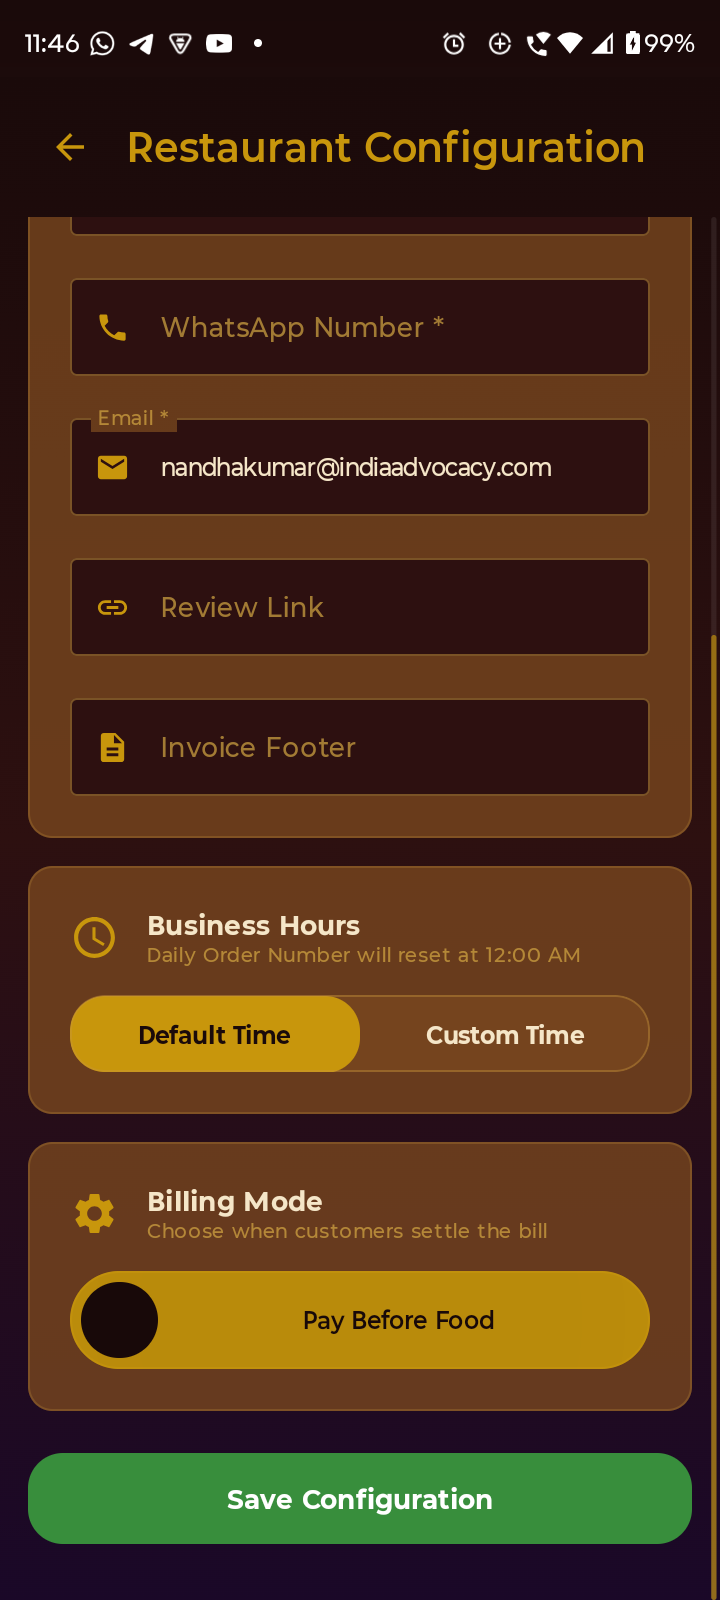 11:46
99%
Restaurant Configuration
WhatsApp Number *
Email *
nandhakumar@indiaadvocacy.com
Review Link
Invoice Footer
Business Hours
Daily Order Number will reset at 12:00 AM
Default Time
Custom Time
Billing Mode
Choose when customers settle the bill
Pay Before Food
Save Configuration